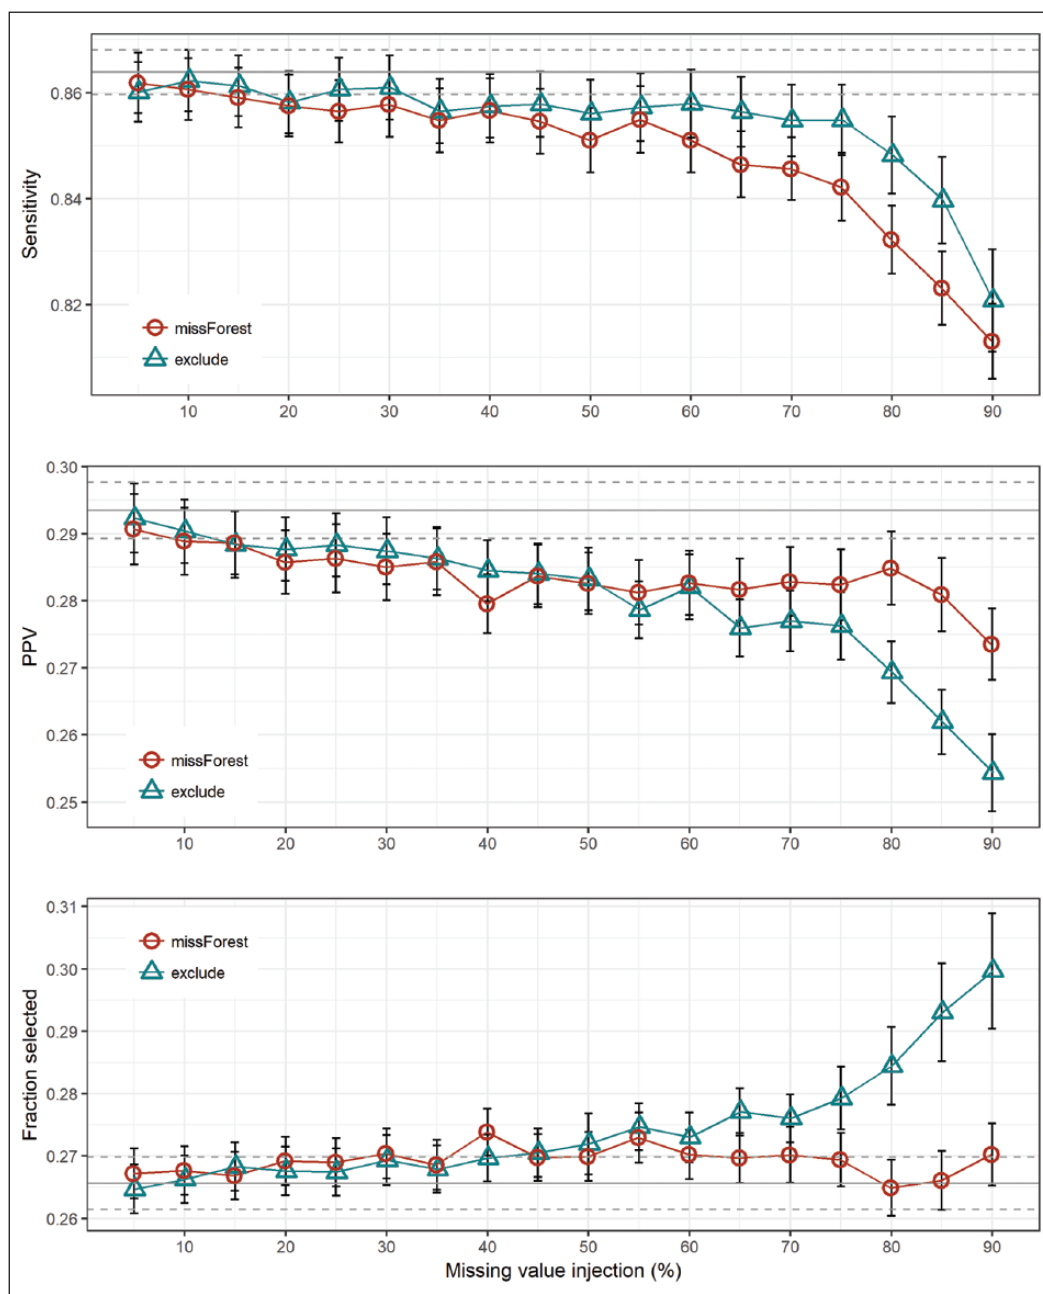 Sensitivity
0.86
0.84
0.82
missForest
exclude
10 20 30 40 50 60 70 80 90
PPV
0.30
0.29
0.28
0.27
0.26
0.25
missForest
exclude
10 20 30 40 50 60 70 80 90
Fraction selected
0.31
0.30
0.29
0.28
0.27
0.26
missForest
exclude
10 20 30 40 50 60 70 80 90
Missing value injection (%)